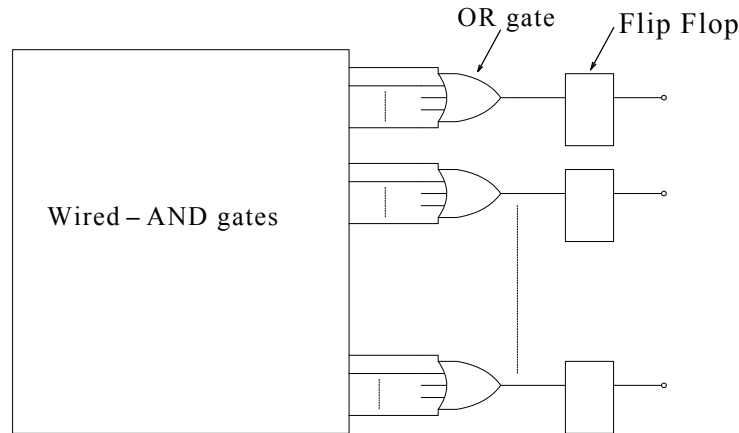 OR gate
Flip Flop
Wired – AND gates